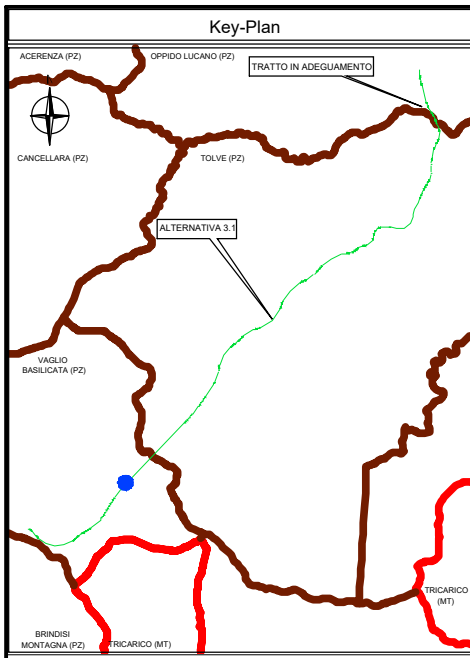 Key-Plan
ACERENZA (PZ)
OPPIDO LUCANO (PZ)
TRATTO IN ADEGUAMENTO
CANCELLARA (PZ)
TOLVE (PZ)
ALTERNATIVA 3.1
VAGLIO
BASILICATA (PZ)
TRICARICO
(MT)
BRINDISI
MONTAGNA (PZ)
TRICARICO (MT)